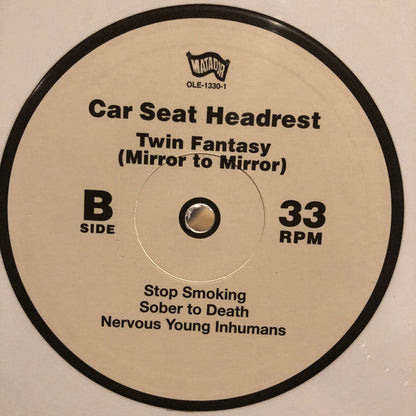 MATADOR
OLE-1330-1
Car Seat Headrest
Twin Fantasy
(Mirror to Mirror)
B
SIDE
33
RPM
Stop Smoking
Sober to Death
Nervous Young Inhumans